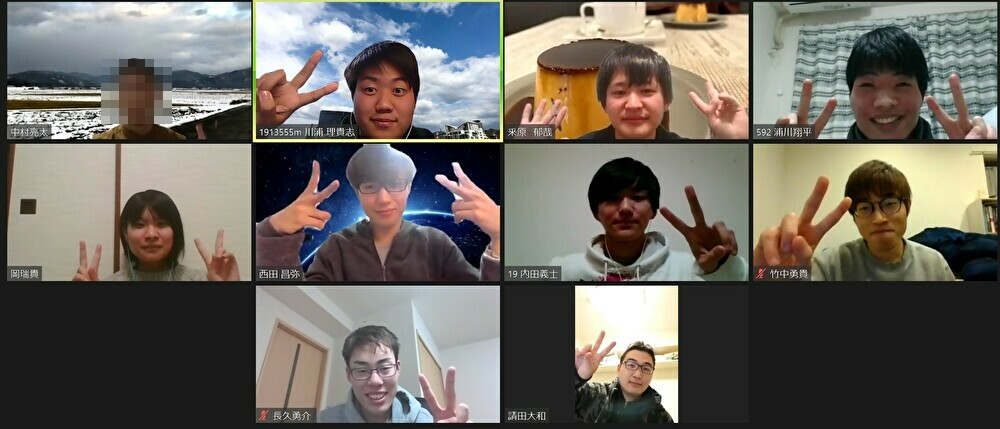 中村亮太
1913555m 川浦 理貴志
米原 郁哉
592 浦川翔平
岡瑞貴
西田 昌弥
19 内田義士
竹中勇貴
長久勇介
請田大和